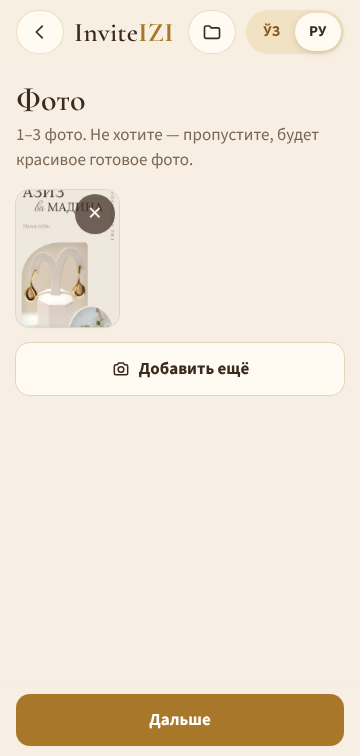 InviteIZI
ЎЗ
РУ
Фото
1–3 фото. Не хотите — пропустите, будет
красивое готовое фото.
АЗИЗ
ва МАДИНА
Добавить ещё
Дальше